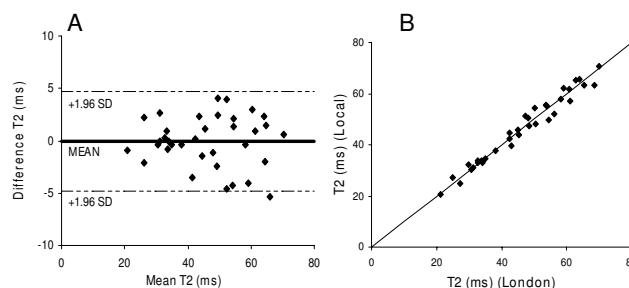 A
B
10
5
0
-5
-10
Difference T2 (ms)
+1.96 SD
MEAN
+1.96 SD
0
20
40
60
80
Mean T2 (ms)
80
60
40
20
0
T2 (ms) (Local)
0
20
40
60
80
T2 (ms) (London)